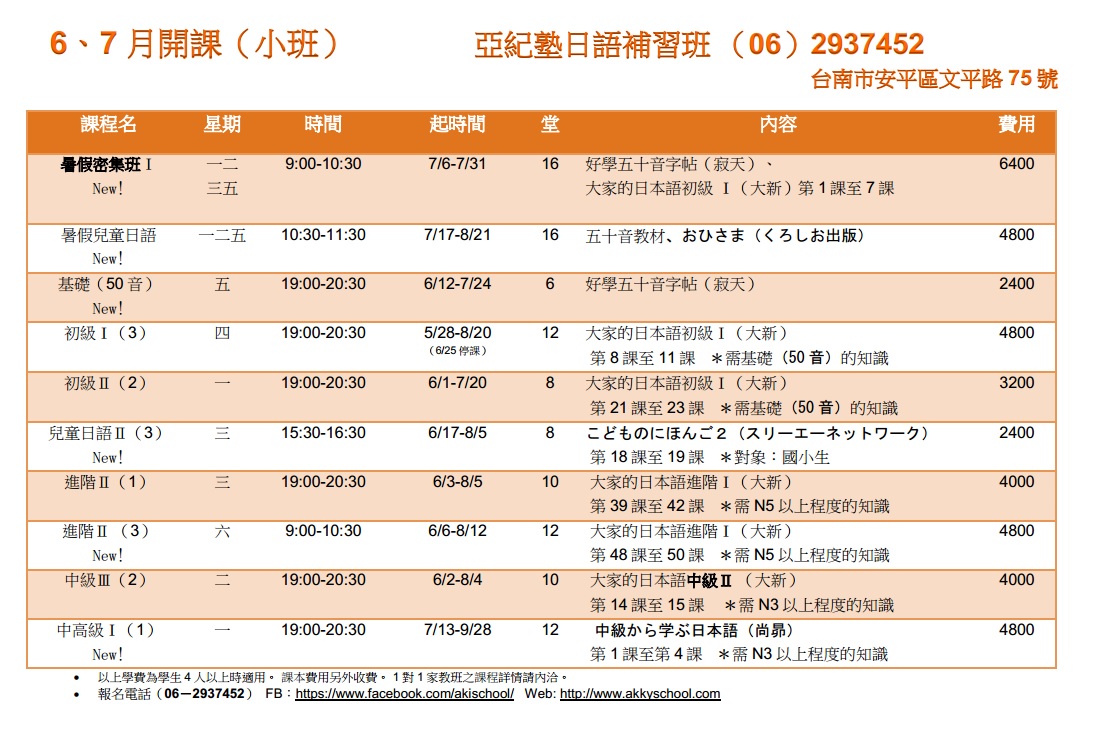 6、7 月開課（小班） 亞紀塾日語補習班 （06）2937452
台南市安平區文平路 75 號
課程名 星期 時間 起時間 堂 內容 費用
暑假密集班Ⅰ 一二 9:00-10:30 7/6-7/31 16 好學五十音字帖（寂天）、 6400
New! 三五 大家的日本語初級 Ⅰ（大新）第 1 課至 7 課
暑假兒童日語 一二五 10:30-11:30 7/17-8/21 16 五十音教材、おひさま（くろしお出版） 4800
New!
基礎（50 音） 五 19:00-20:30 6/12-7/24 6 好學五十音字帖（寂天） 2400
New!
初級Ⅰ（3） 四 19:00-20:30 5/28-8/20 12 大家的日本語初級Ⅰ（大新） 4800
（6/25 停課） 第 8 課至 11 課 ＊需基礎（50 音）的知識
初級Ⅱ（2） 一 19:00-20:30 6/1-7/20 8 大家的日本語初級Ⅰ（大新） 3200
第 21 課至 23 課 ＊需基礎（50 音）的知識
兒童日語Ⅱ（3） 三 15:30-16:30 6/17-8/5 8 こどものにほんご２（スリーエーネットワーク） 2400
New! 第 18 課至 19 課 ＊對象：國小生
進階Ⅱ（1） 三 19:00-20:30 6/3-8/5 10 大家的日本語進階Ⅰ（大新） 4000
第 39 課至 42 課 ＊需 N5 以上程度的知識
進階Ⅱ （3） 六 9:00-10:30 6/6-8/12 12 大家的日本語進階Ⅰ（大新） 4800
New! 第 48 課至 50 課 ＊需 N5 以上程度的知識
中級Ⅲ（2） 二 19:00-20:30 6/2-8/4 10 大家的日本語中級Ⅱ （大新） 4000
第 14 課至 15 課 ＊需 N3 以上程度的知識
中高級Ⅰ（1） 一 19:00-20:30 7/13-9/28 12 中級から学ぶ日本語（尚昴） 4800
New! 第 1 課至第 4 課 ＊需 N3 以上程度的知識
• 以上學費為學生 4 人以上時適用。 課本費用另外收費。 1 對 1 家教班之課程詳情請內洽。
• 報名電話（06－2937452） FB：https://www.facebook.com/akischool/ Web: http://www.akkyschool.com